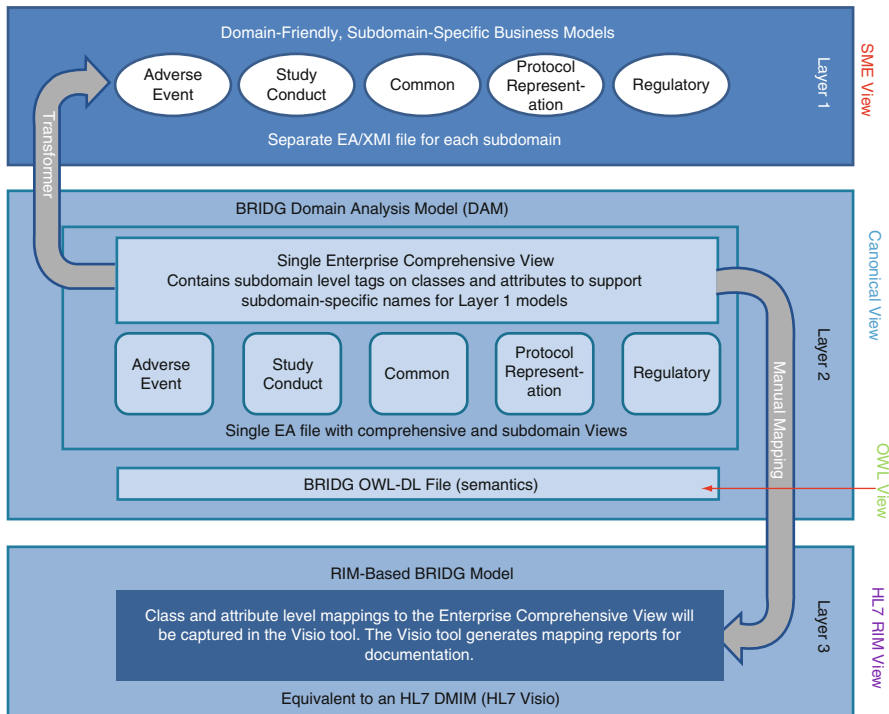 Domain-Friendly, Subdomain-Specific Business Models
Adverse
Event
Study
Conduct
Common
Protocol
Represent-
ation
Regulatory
Separate EA/XMI file for each subdomain
Layer 1
SME View
Transformer
BRIDG Domain Analysis Model (DAM)
Single Enterprise Comprehensive View
Contains subdomain level tags on classes and attributes to support
subdomain-specific names for Layer 1 models
Adverse
Event
Study
Conduct
Common
Protocol
Represent-
ation
Regulatory
Single EA file with comprehensive and subdomain Views
BRIDG OWL-DL File (semantics)
Manual Mapping
Layer 2
Canonical View
OWL View
RIM-Based BRIDG Model
Class and attribute level mappings to the Enterprise Comprehensive View will
be captured in the Visio tool. The Visio tool generates mapping reports for
documentation.
Equivalent to an HL7 DMIM (HL7 Visio)
Layer 3
HL7 RIM View